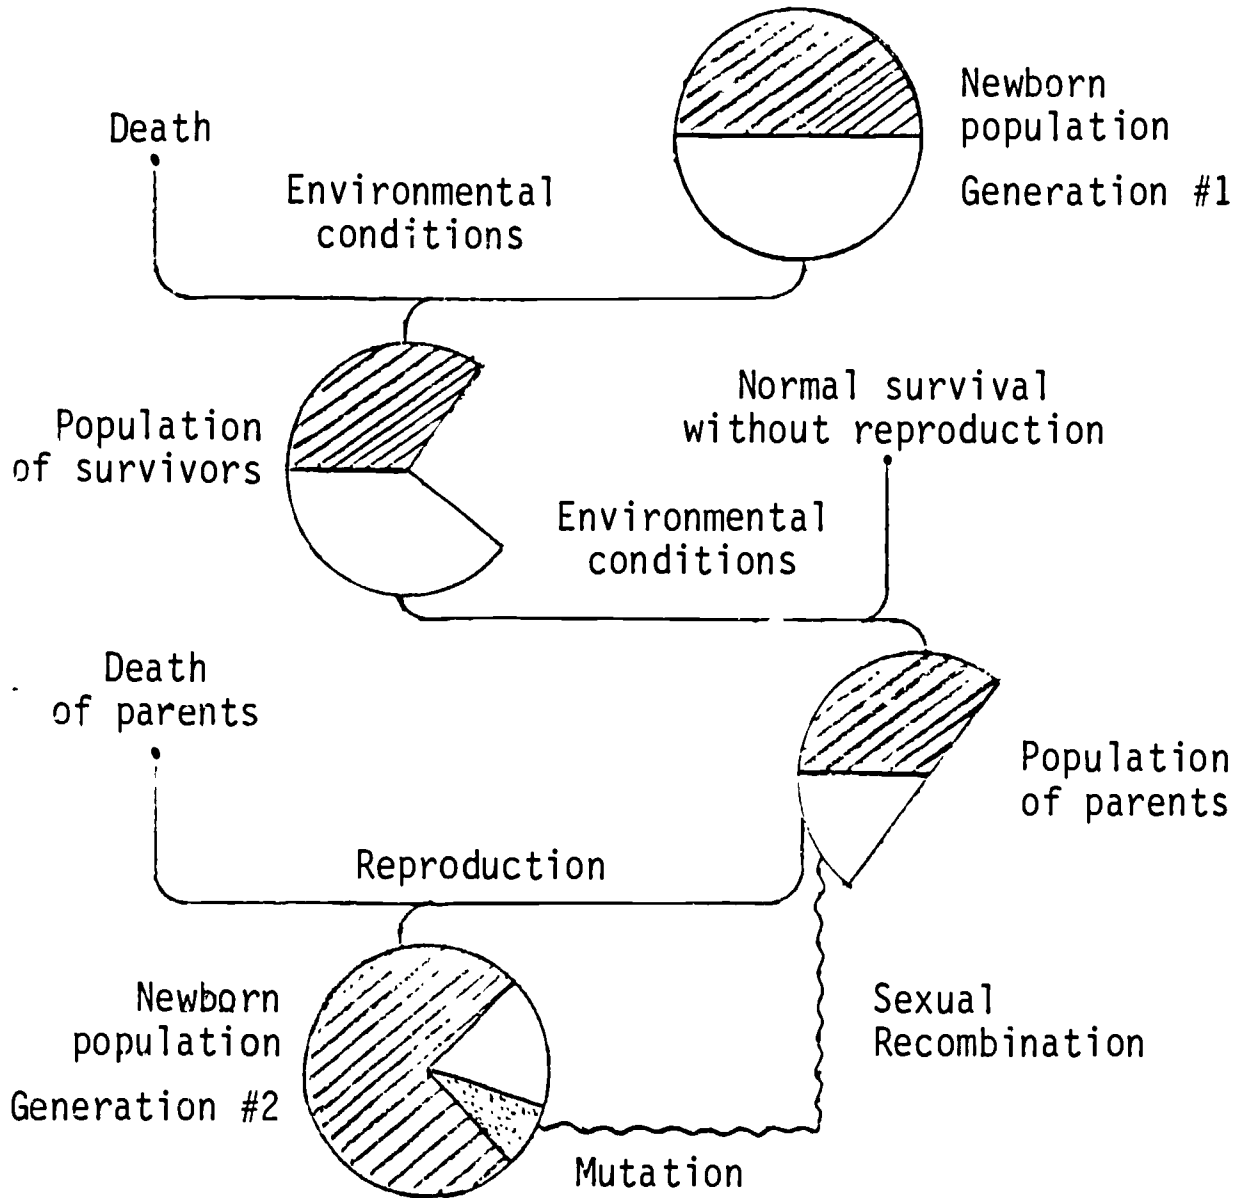 Newborn
population
Generation #1
Death
Environmental
conditions
Population
of survivors
Normal survival
without reproduction
Environmental
conditions
Death
of parents
Population
of parents
Reproduction
Newborn
population
Generation #2
Sexual
Recombination
Mutation